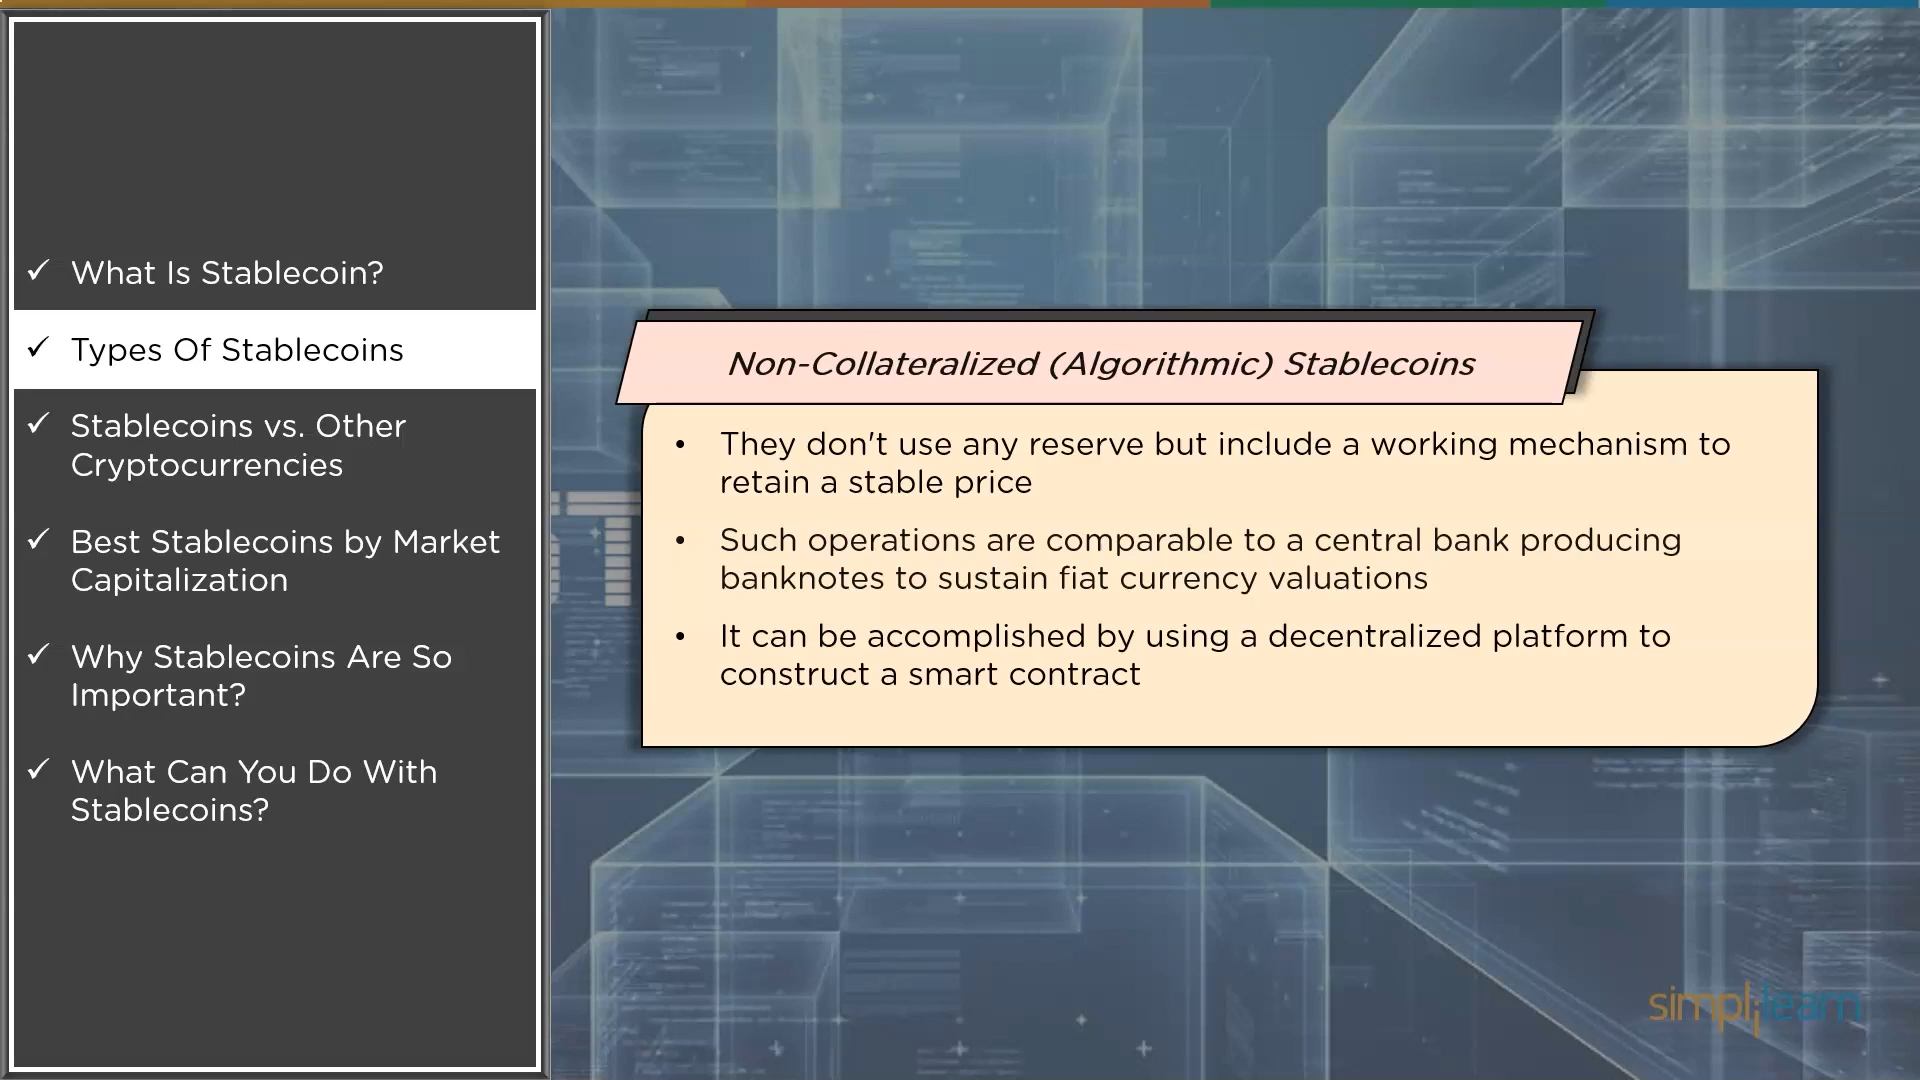 ✓ What Is Stablecoin?
✓ Types Of Stablecoins
✓ Stablecoins vs. Other
Cryptocurrencies
✓ Best Stablecoins by Market
Capitalization
✓ Why Stablecoins Are So
Important?
✓ What Can You Do With
Stablecoins?
Non-Collateralized (Algorithmic) Stablecoins
• They don't use any reserve but include a working mechanism to
retain a stable price
• Such operations are comparable to a central bank producing
banknotes to sustain fiat currency valuations
• It can be accomplished by using a decentralized platform to
construct a smart contract
simplilearn